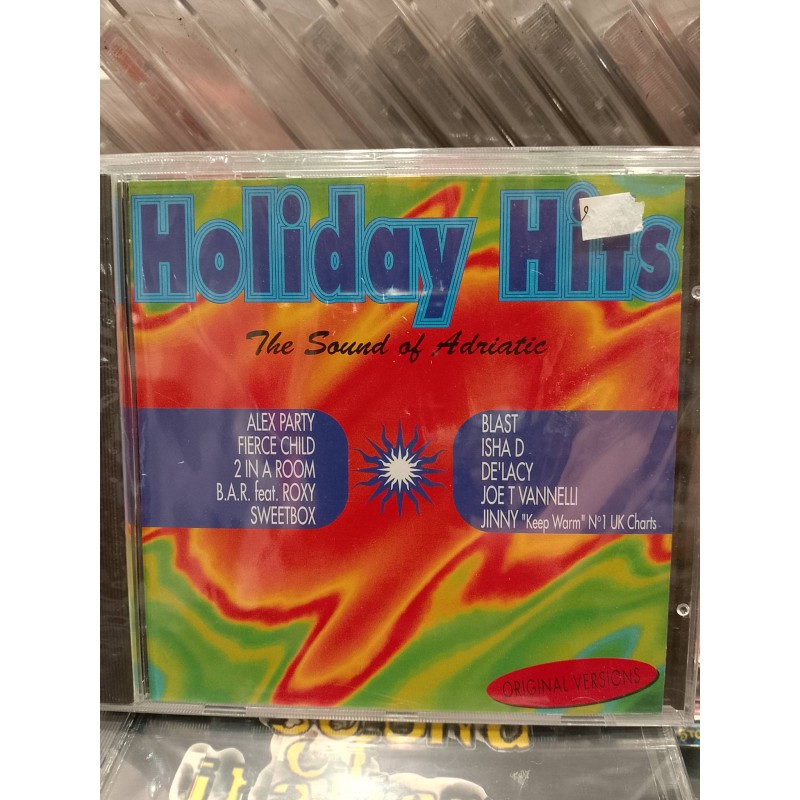 Holiday Hits
The Sound of Adriatic
ALEX PARTY
FIERCE CHILD
2 IN A ROOM
B.A.R. feat. ROXY
SWEETBOX
BLAST
ISHA D
DE'LACY
JOE T VANNELLI
JINNY "Keep Warm" Nº1 UK Charts
ORIGINAL VERSIONS